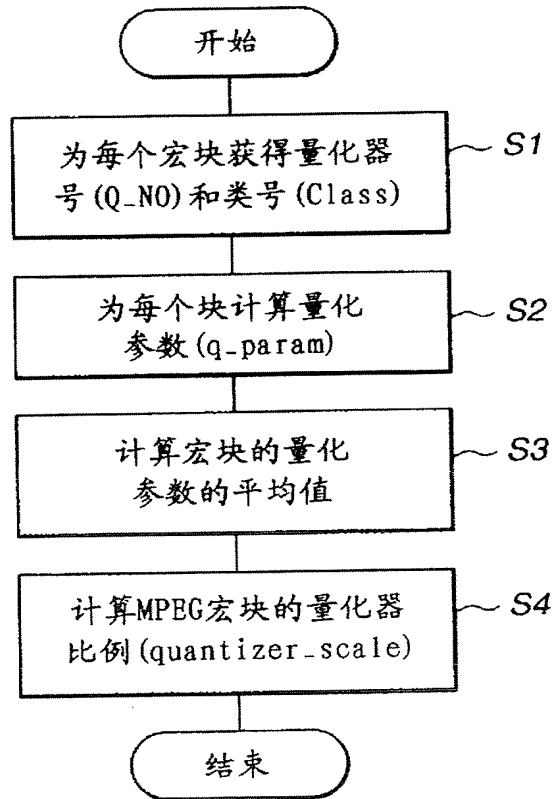 开始
为每个宏块获得量化器
号(Q_NO)和类号(Class)
S1
为每个块计算量化
参数(q_param)
S2
计算宏块的量化
参数的平均值
S3
计算MPEG宏块的量化器
比例(quantizer_scale)
S4
结束